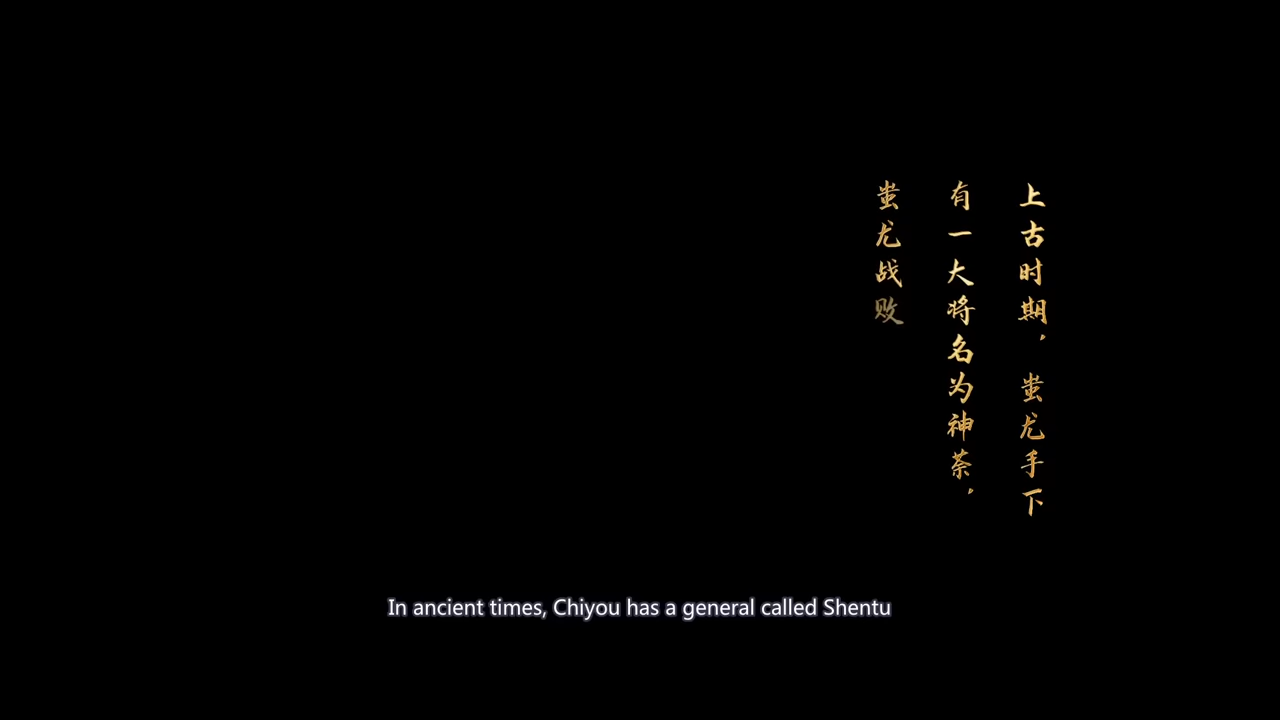 上古时期，蚩尤手下
有一大将名为神荼，
蚩尤战败
In ancient times, Chiyou has a general called Shentu